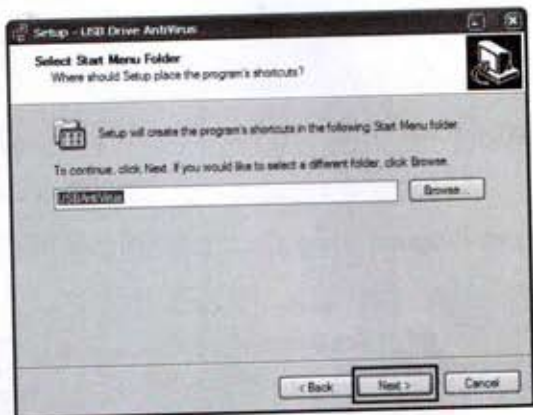 Setup - USB Drive AntiVirus
Select Start Menu Folder
Where should Setup place the program's shortcuts?
Setup will create the program's shortcuts in the following Start Menu folder.
To continue, click Next. If you would like to select a different folder, click Browse.
USBAntiVirus
Browse...
< Back
Next >
Cancel